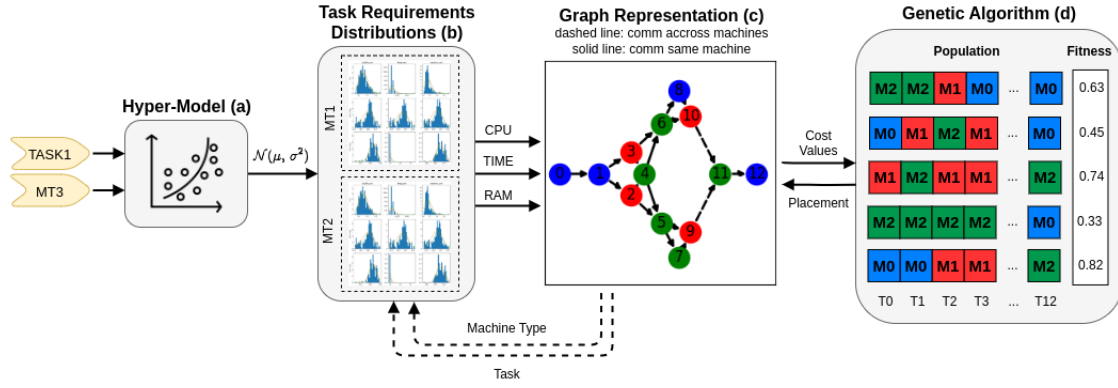 Hyper-Model (a)
TASK1
MT3
𝒩(μ, σ²)
Task Requirements
Distributions (b)
MT1
MT2
CPU
TIME
RAM
Graph Representation (c)
dashed line: comm accross machines
solid line: comm same machine
0
1
2
3
4
5
6
7
8
9
10
11
12
Machine Type
Task
Cost
Values
Placement
Genetic Algorithm (d)
Population Fitness
M2 M2 M1 M0 ... M0 0.63
M0 M1 M2 M1 ... M0 0.45
M1 M2 M1 M1 ... M2 0.74
M2 M2 M2 M2 ... M0 0.33
M0 M0 M1 M1 ... M2 0.82
T0 T1 T2 T3 ... T12